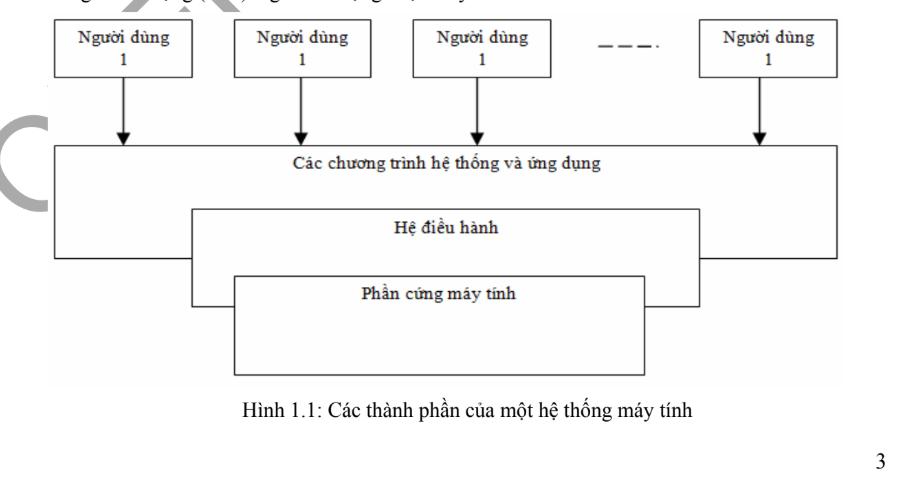 Người dùng
1
Người dùng
1
Người dùng
1
Người dùng
1
Các chương trình hệ thống và ứng dụng
Hệ điều hành
Phần cứng máy tính
Hình 1.1: Các thành phần của một hệ thống máy tính
3